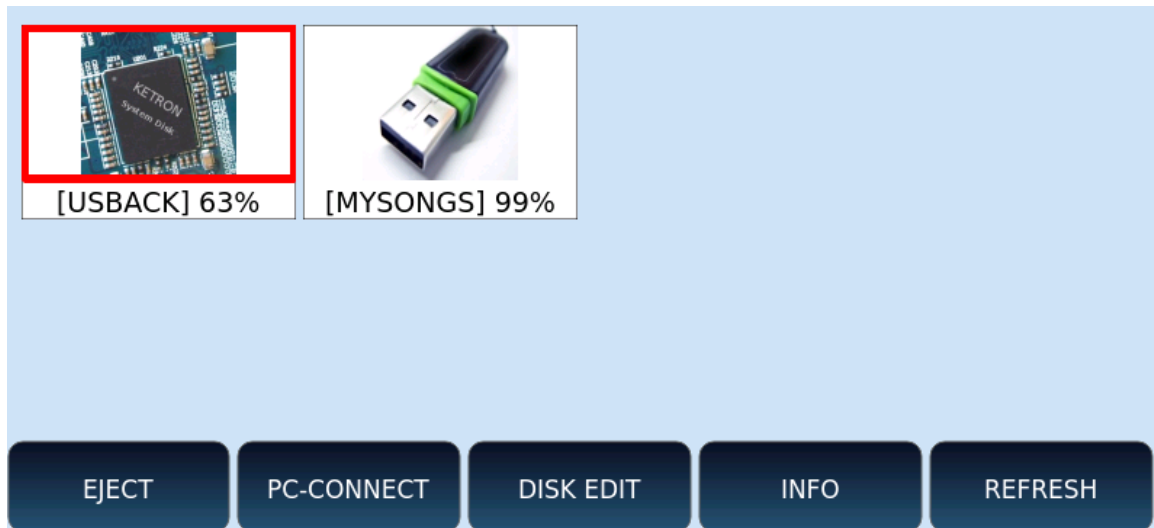 KETRON
System Disk
[USBACK] 63%
[MYSONGS] 99%
EJECT
PC-CONNECT
DISK EDIT
INFO
REFRESH